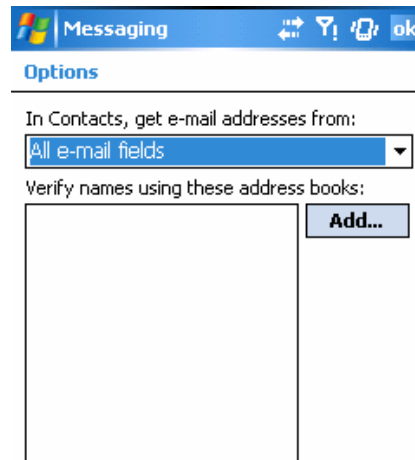 Messaging ok
Options
In Contacts, get e-mail addresses from:
All e-mail fields
Verify names using these address books:
Add...